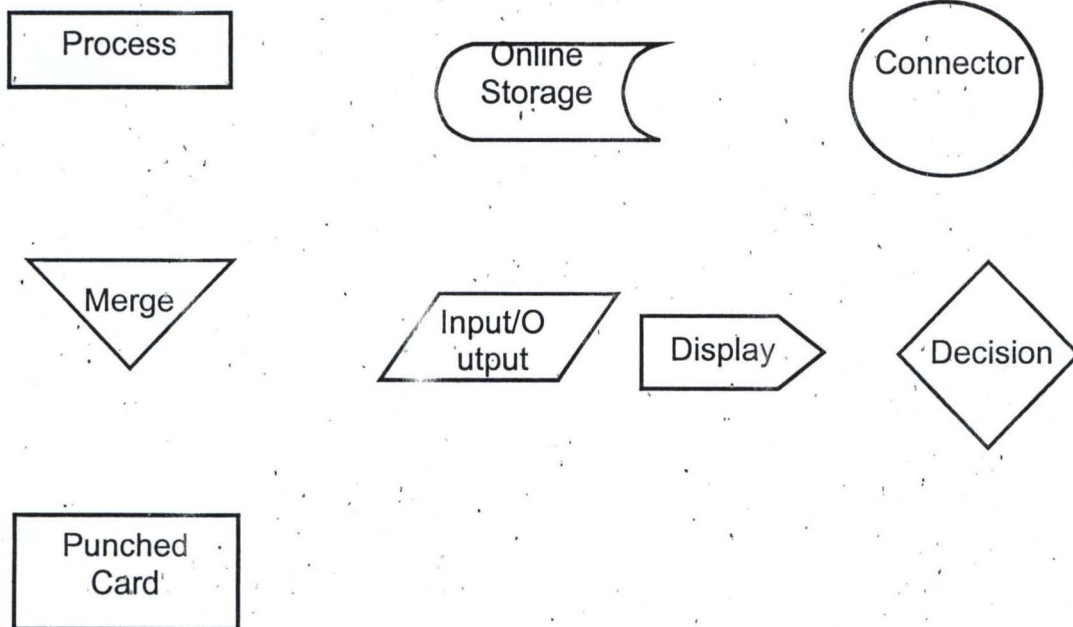 Process
Online
Storage
Connector
Merge
Input/O
utput
Display
Decision
Punched
Card